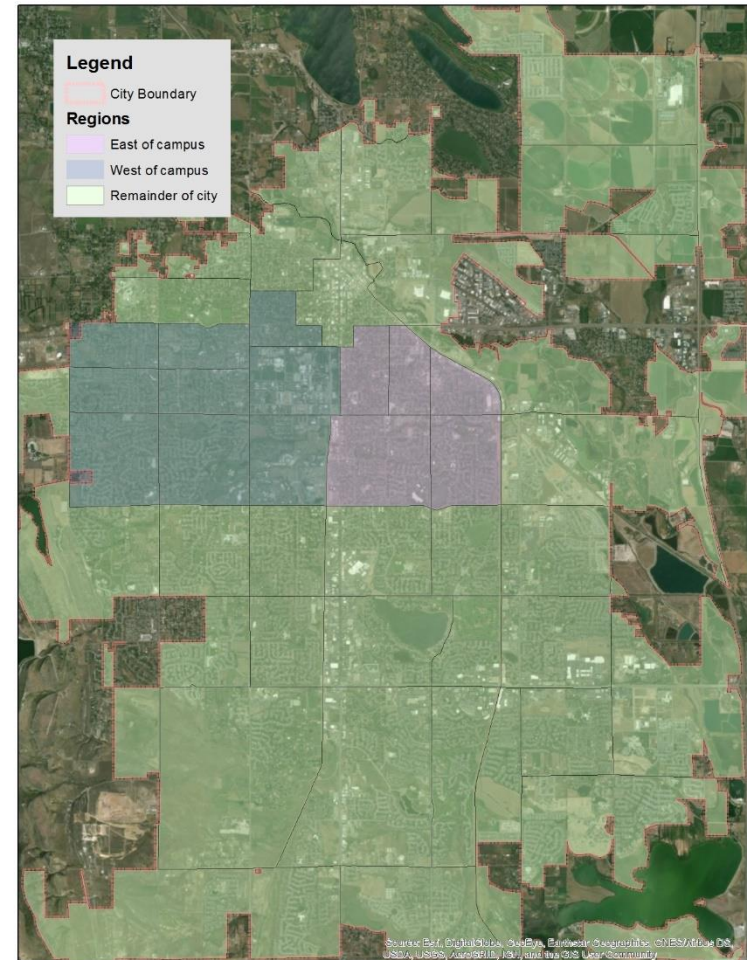 Legend
City Boundary
Regions
East of campus
West of campus
Remainder of city
Source: Esri, DigitalGlobe, GeoEye, Earthstar Geographics, CNES/Airbus DS,
USDA, USGS, AeroGRID, IGN, and the GIS User Community